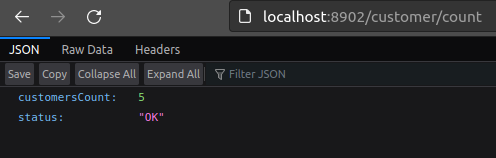 localhost:8902/customer/count
JSON Raw Data Headers
Save Copy Collapse All Expand All Filter JSON
customersCount: 5
status: "OK"